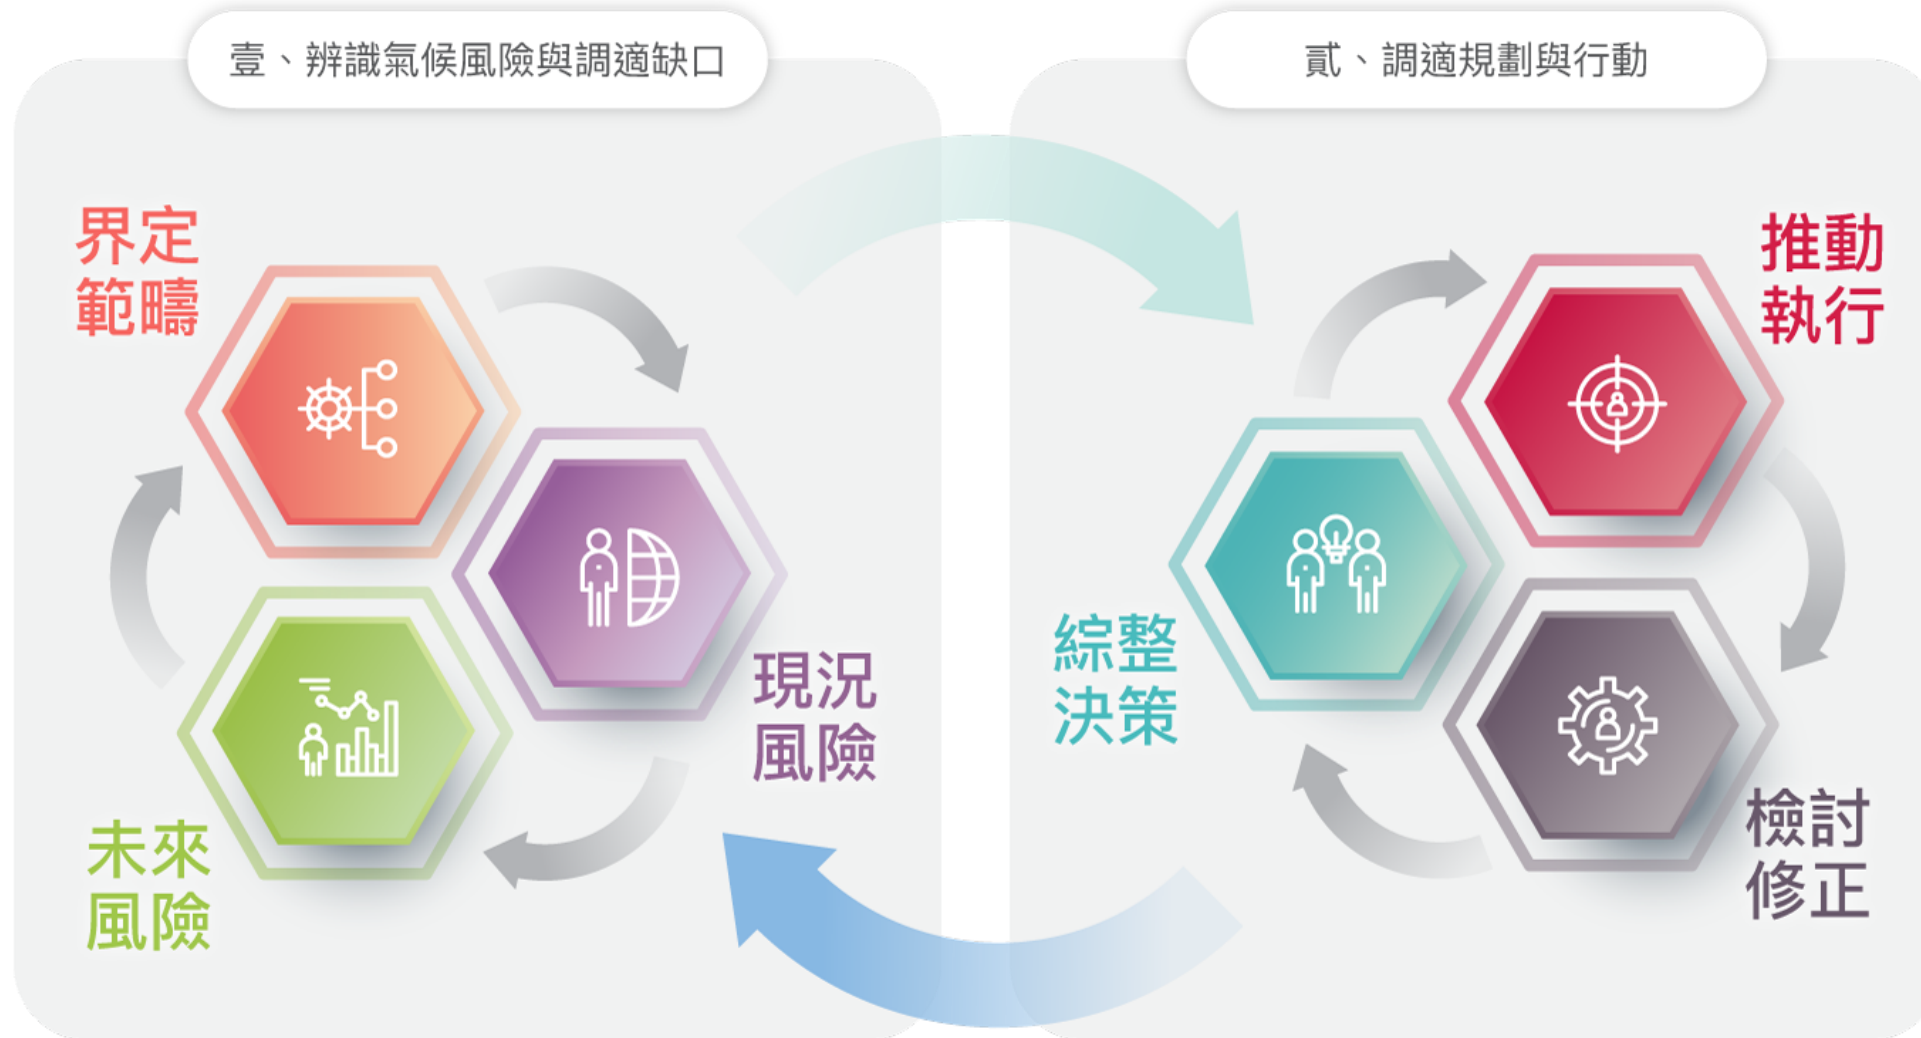 壹、辨識氣候風險與調適缺口
界定
範疇
現況
風險
未來
風險
貳、調適規劃與行動
綜整
決策
推動
執行
檢討
修正